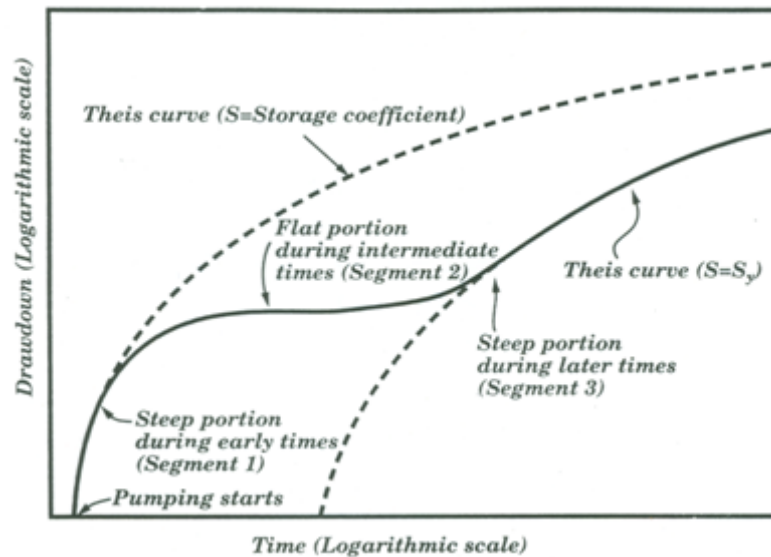 Theis curve (S=Storage coefficient)
Flat portion
during intermediate
times (Segment 2)
Theis curve (S=Sy)
Steep portion
during later times
(Segment 3)
Steep portion
during early times
(Segment 1)
Pumping starts
Drawdown (Logarithmic scale)
Time (Logarithmic scale)